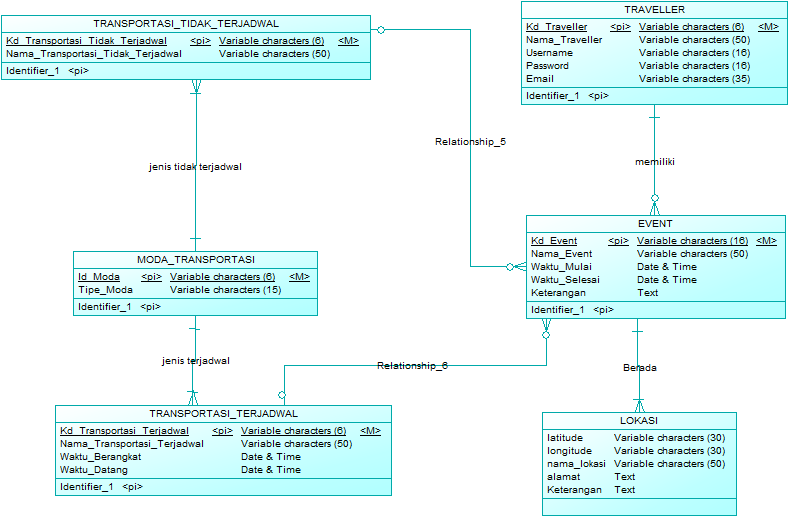 TRANSPORTASI_TIDAK_TERJADWAL
Kd_Transportasi_Tidak_Terjadwal <pi> Variable characters (6) <M>
Nama_Transportasi_Tidak_Terjadwal Variable characters (50)
Identifier_1 <pi>
TRAVELLER
Kd_Traveller <pi> Variable characters (6) <M>
Nama_Traveller Variable characters (50)
Username Variable characters (16)
Password Variable characters (16)
Email Variable characters (35)
Identifier_1 <pi>
Relationship_5
jenis tidak terjadwal
memiliki
EVENT
Kd_Event <pi> Variable characters (16) <M>
Nama_Event Variable characters (50)
Waktu_Mulai Date & Time
Waktu_Selesai Date & Time
Keterangan Text
Identifier_1 <pi>
MODA_TRANSPORTASI
Id_Moda <pi> Variable characters (6) <M>
Tipe_Moda Variable characters (15)
Identifier_1 <pi>
jenis terjadwal
Relationship_6
Berada
TRANSPORTASI_TERJADWAL
Kd_Transportasi_Terjadwal <pi> Variable characters (6) <M>
Nama_Transportasi_Terjadwal Variable characters (50)
Waktu_Berangkat Date & Time
Waktu_Datang Date & Time
Identifier_1 <pi>
LOKASI
latitude Variable characters (30)
longitude Variable characters (30)
nama_lokasi Variable characters (50)
alamat Text
Keterangan Text